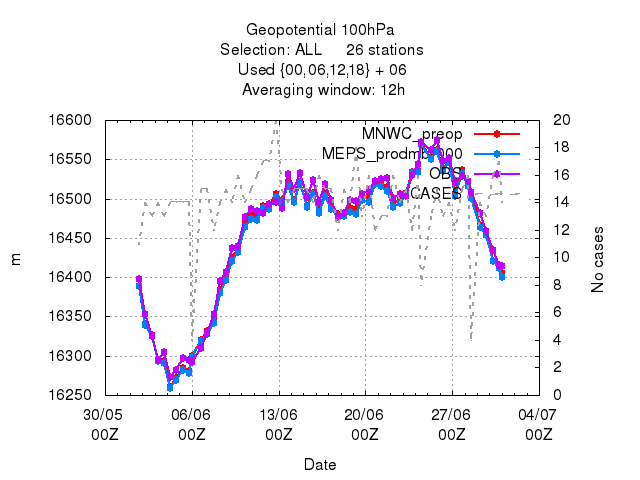 Geopotential 100hPa
Selection: ALL 26 stations
Used {00,06,12,18} + 06
Averaging window: 12h
16600
16550
16500
16450
16400
16350
16300
16250
20
18
16
14
12
10
8
6
4
2
0
m
No cases
MNWC_preop
MEPS_prodmbr000
OBS
CASES
30/05 06/06 13/06 20/06 27/06 04/07
00Z 00Z 00Z 00Z 00Z 00Z
Date